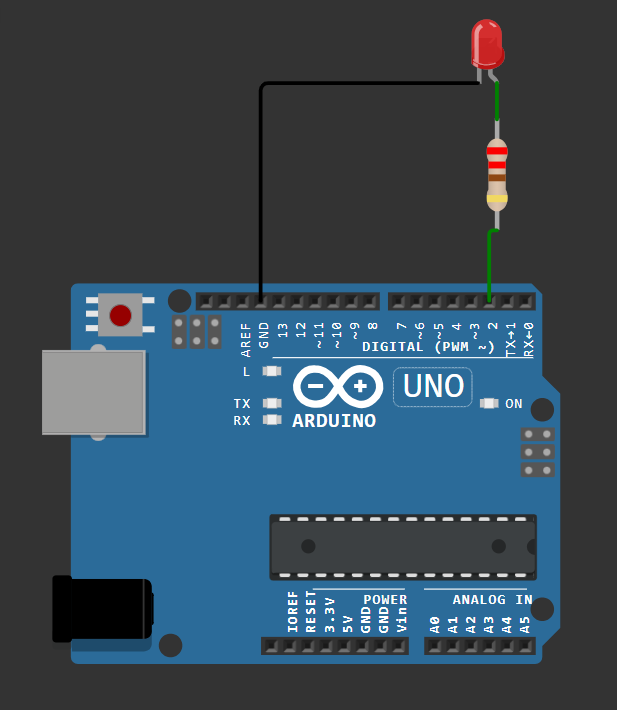 AREF
GND
13
12
~11
~10
~9
8
7
~6
~5
4
~3
2
TX→1
RX←0
DIGITAL (PWM ~)
L
TX
RX
UNO
ON
ARDUINO
POWER
ANALOG IN
IOREF
RESET
3.3V
5V
GND
GND
Vin
A0
A1
A2
A3
A4
A5